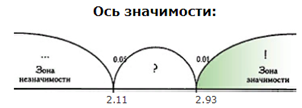 Ось значимости:
...
Зона
незначимости
0.05
?
0.01
!
Зона
значимости
2.11
2.93